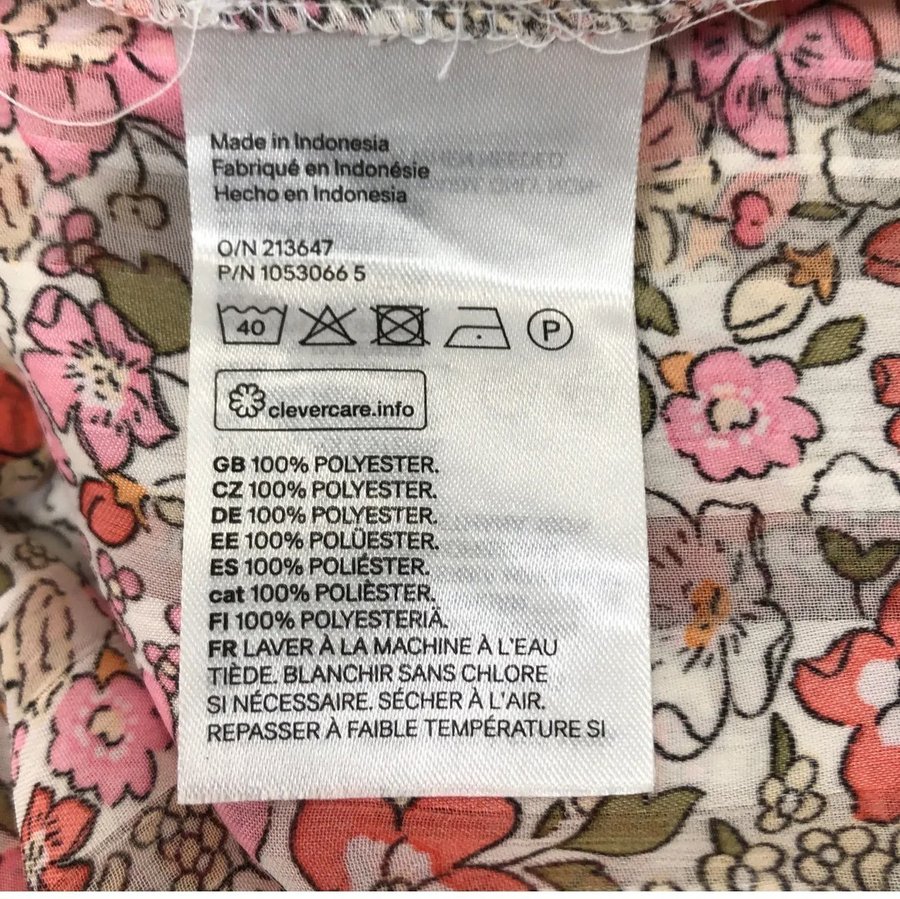 Made in Indonesia
Fabriqué en Indonésie
Hecho en Indonesia
O/N 213647
P/N 1053066 5
40 P
clevercare.info
GB 100% POLYESTER.
CZ 100% POLYESTER.
DE 100% POLYESTER.
EE 100% POLÜESTER.
ES 100% POLIÉSTER.
cat 100% POLIÈSTER.
FI 100% POLYESTERIÄ.
FR LAVER À LA MACHINE À L'EAU
TIÈDE. BLANCHIR SANS CHLORE
SI NÉCESSAIRE. SÉCHER À L'AIR.
REPASSER À FAIBLE TEMPÉRATURE SI